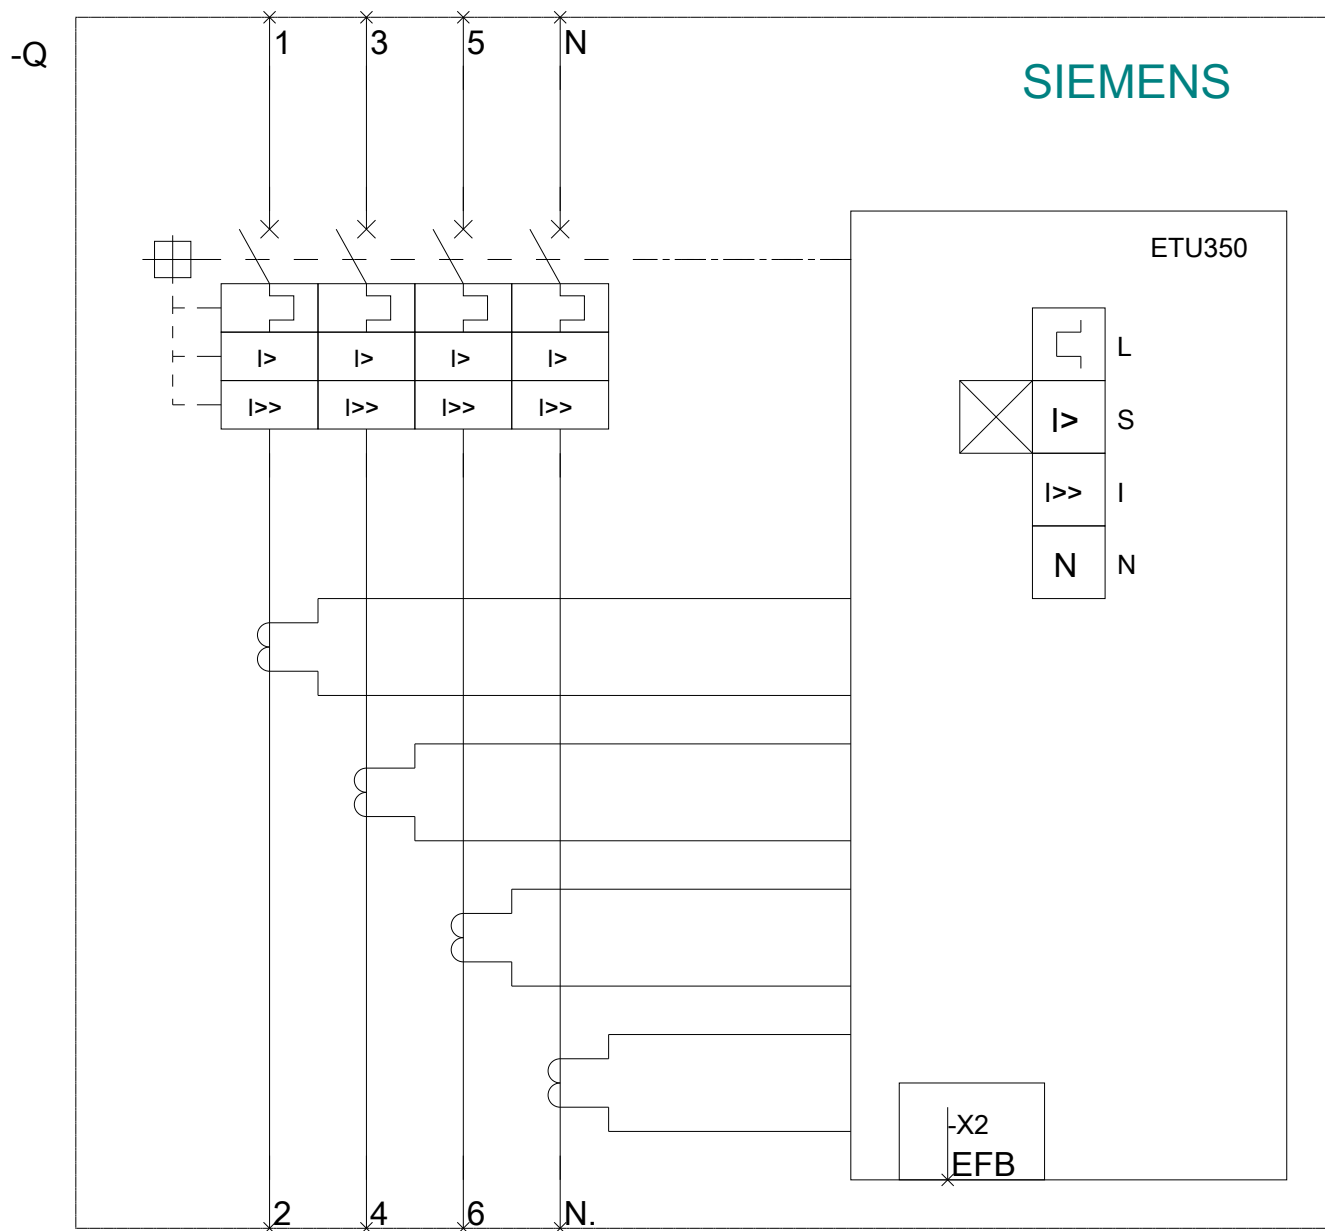 1 3 5 N
-Q
SIEMENS
ETU350
L
I> I> I> I>
I>> I>> I>> I>>
I> S
I>> I
N N
-X2
EFB
2 4 6 N.